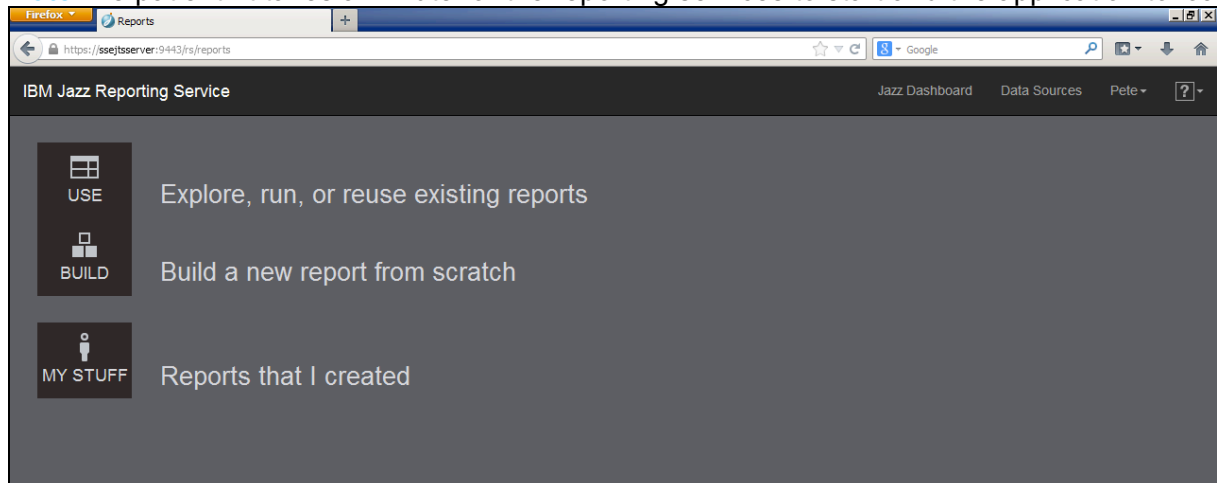 Firefox
Reports
https://ssejtsserver:9443/rs/reports
Google
IBM Jazz Reporting Service
Jazz Dashboard
Data Sources
Pete
?
USE
Explore, run, or reuse existing reports
BUILD
Build a new report from scratch
MY STUFF
Reports that I created